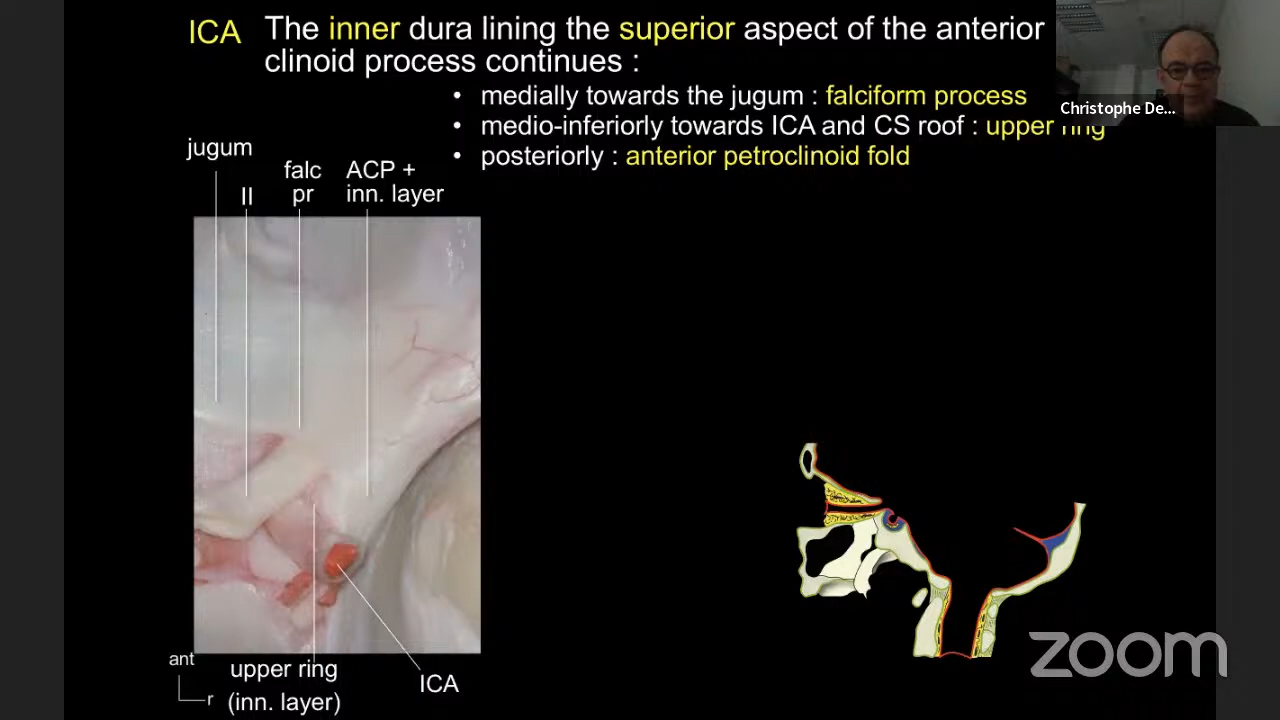 ICA
The inner dura lining the superior aspect of the anterior
clinoid process continues :
• medially towards the jugum : falciform process
• medio-inferiorly towards ICA and CS roof : upper ring
• posteriorly : anterior petroclinoid fold
Christophe De...
jugum
II
falc
pr
ACP +
inn. layer
ant
r
upper ring
(inn. layer)
ICA
zoom